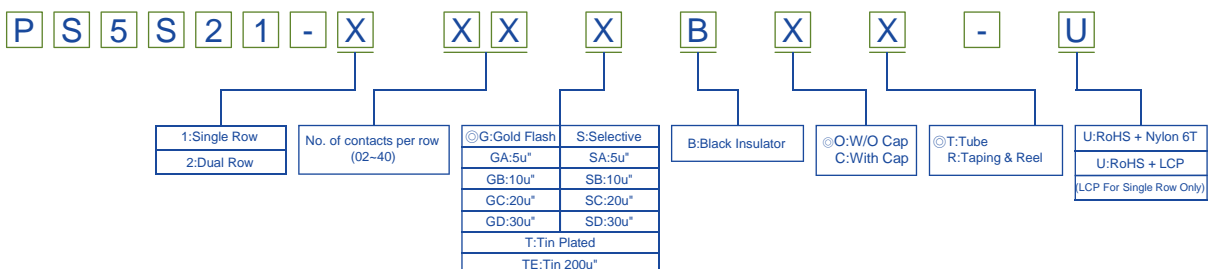 P S 5 S 2 1 - X X X X B X X - U
1:Single Row
2:Dual Row
No. of contacts per row
(02~40)
◎G:Gold Flash S:Selective
GA:5u" SA:5u"
GB:10u" SB:10u"
GC:20u" SC:20u"
GD:30u" SD:30u"
T:Tin Plated
TE:Tin 200u"
B:Black Insulator
◎O:W/O Cap
C:With Cap
◎T:Tube
R:Taping & Reel
U:RoHS + Nylon 6T
U:RoHS + LCP
(LCP For Single Row Only)